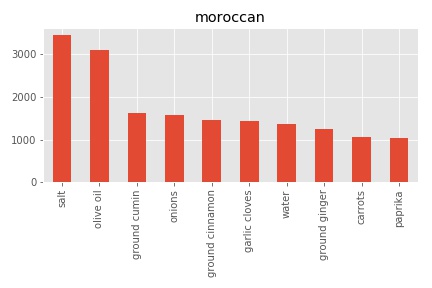 moroccan
3000
2000
1000
0
salt
olive oil
ground cumin
onions
ground cinnamon
garlic cloves
water
ground ginger
carrots
paprika